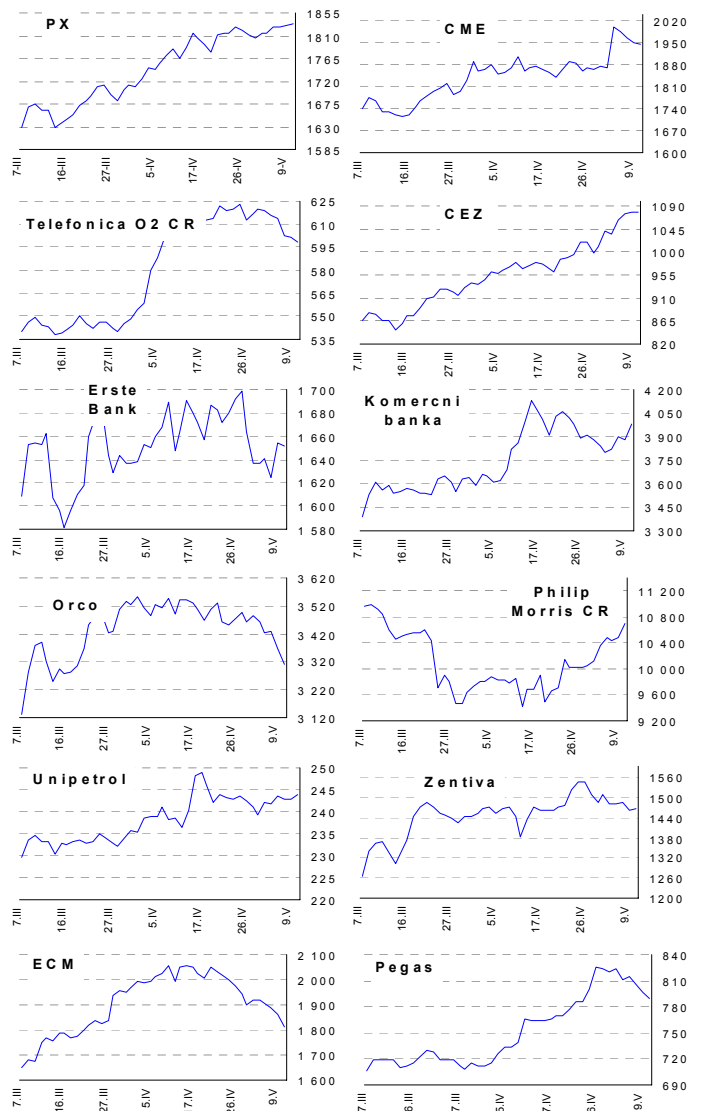 PX
1855
1810
1765
1720
1675
1630
1585
7-III
16-III
27-III
5-IV
17-IV
26-IV
9-V
CME
2020
1950
1880
1810
1740
1670
1600
7.III
16.III
27.III
5.IV
17.IV
26.IV
9.V
Telefonica O2 CR
625
610
595
580
565
550
535
7.III
16.III
27.III
5.IV
17.IV
26.IV
9.V
CEZ
1090
1045
1000
955
910
865
820
7.III
16.III
27.III
5.IV
17.IV
26.IV
9.V
Erste
Bank
1 700
1 680
1 660
1 640
1 620
1 600
1 580
7.III
16.III
27.III
5.IV
17.IV
26.IV
9.V
Komercni
banka
4 200
4 050
3 900
3 750
3 600
3 450
3 300
7.III
16.III
27.III
5.IV
17.IV
26.IV
9.V
Orco
3 620
3 520
3 420
3 320
3 220
3 120
7.III
16.III
27.III
5.IV
17.IV
26.IV
9.V
Philip
Morris CR
11 200
10 800
10 400
10 000
9 600
9 200
7.III
16.III
27.III
5.IV
17.IV
26.IV
9.V
Unipetrol
250
245
240
235
230
225
220
7.III
16.III
27.III
5.IV
17.IV
26.IV
9.V
Zentiva
1560
1500
1440
1380
1320
1260
1200
7.III
16.III
27.III
5.IV
17.IV
26.IV
9.V
ECM
2 100
2 000
1 900
1 800
1 700
1 600
7.III
16.III
27.III
5.IV
17.IV
26.IV
9.V
Pegas
840
810
780
750
720
690
7.III
16.III
27.III
5.IV
9.V